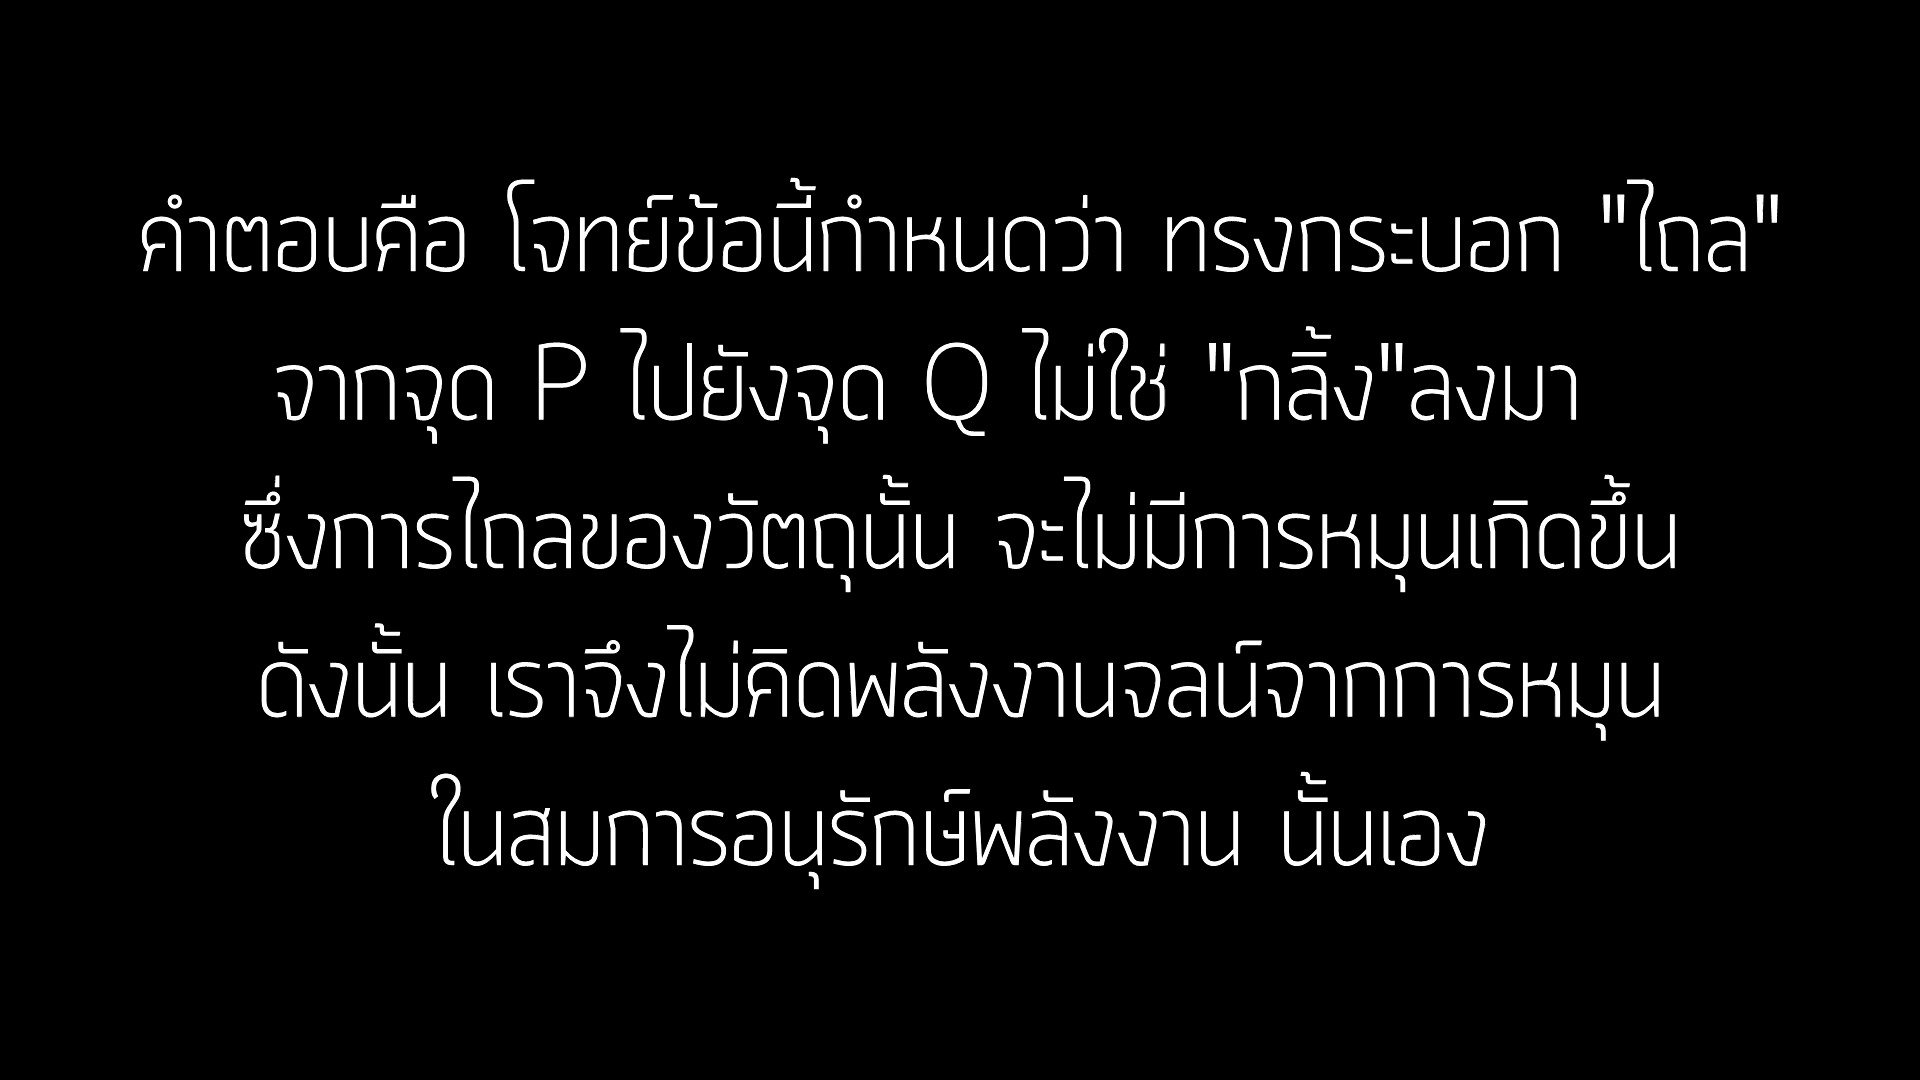 คำตอบคือ โจทย์ข้อนี้กำหนดว่า ทรงกระบอก "ไถล"
จากจุด P ไปยังจุด Q ไม่ใช่ "กลิ้ง"ลงมา
ซึ่งการไถลของวัตถุนั้น จะไม่มีการหมุนเกิดขึ้น
ดังนั้น เราจึงไม่คิดพลังงานจลน์จากการหมุน
ในสมการอนุรักษ์พลังงาน นั้นเอง